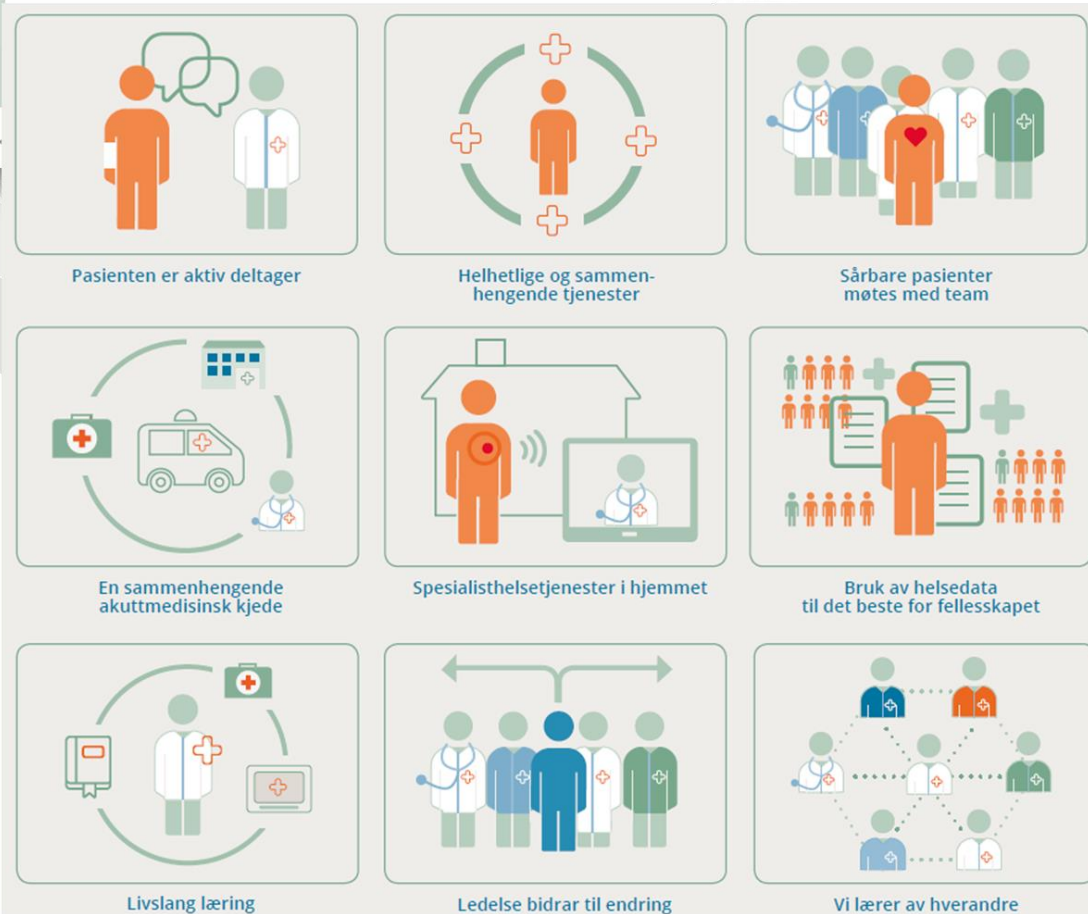 Pasienten er aktiv deltager
Helhetlige og sammen-
hengende tjenester
Sårbare pasienter
møtes med team
En sammenhengende
akuttmedisinsk kjede
Spesialisthelsetjenester i hjemmet
Bruk av helsedata
til det beste for fellesskapet
Livslang læring
Ledelse bidrar til endring
Vi lærer av hverandre